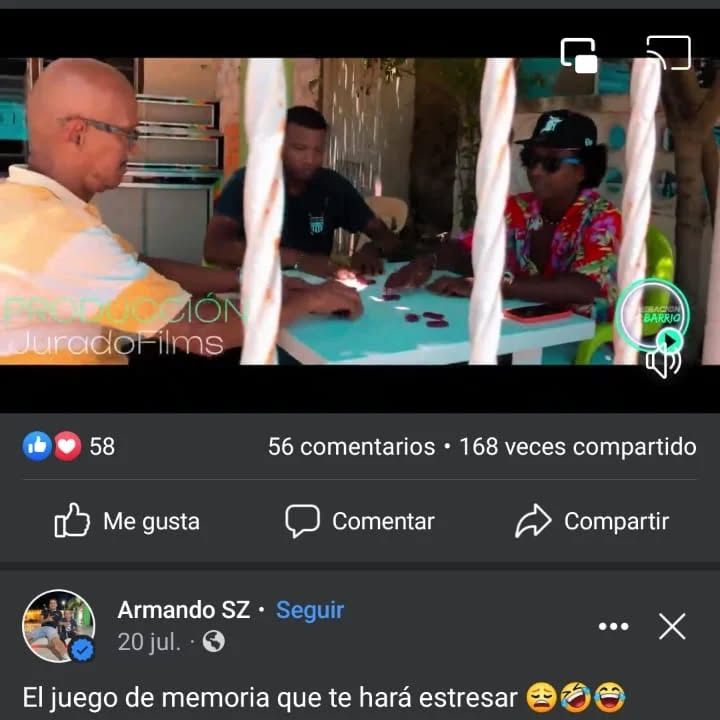 PRODUCCIÓN
JuradoFilms
BARRIO
58
56 comentarios • 168 veces compartido
Me gusta
Comentar
Compartir
Armando SZ • Seguir
20 jul. ·
El juego de memoria que te hará estresar 😩🤣😂